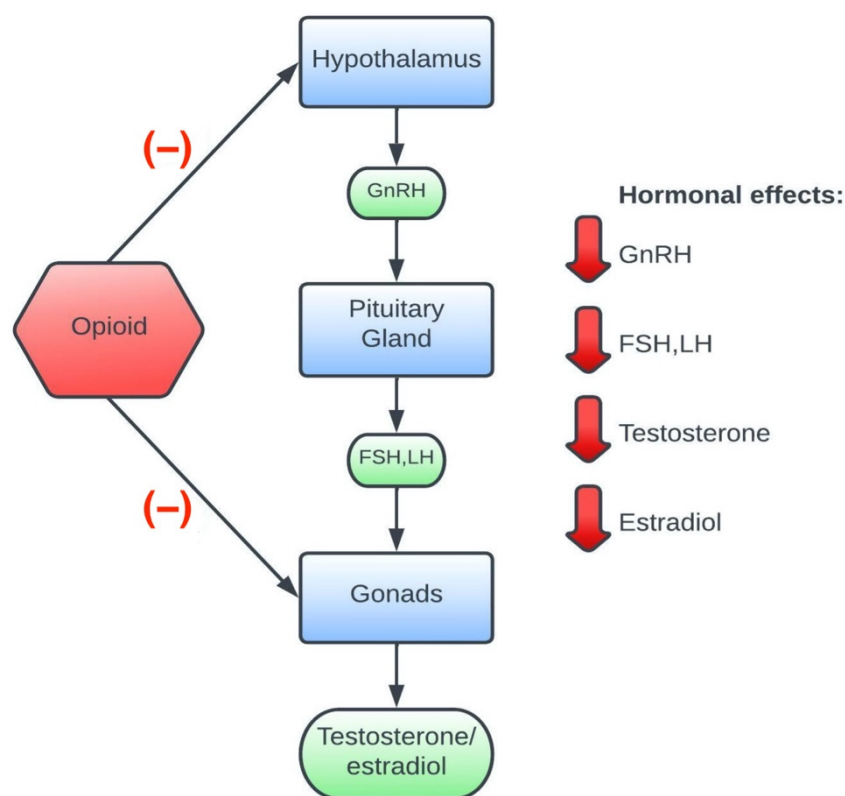 Hypothalamus
(–)
GnRH
Hormonal effects:
GnRH
Opioid
Pituitary
Gland
FSH,LH
Testosterone
FSH,LH
(–)
Estradiol
Gonads
Testosterone/
estradiol